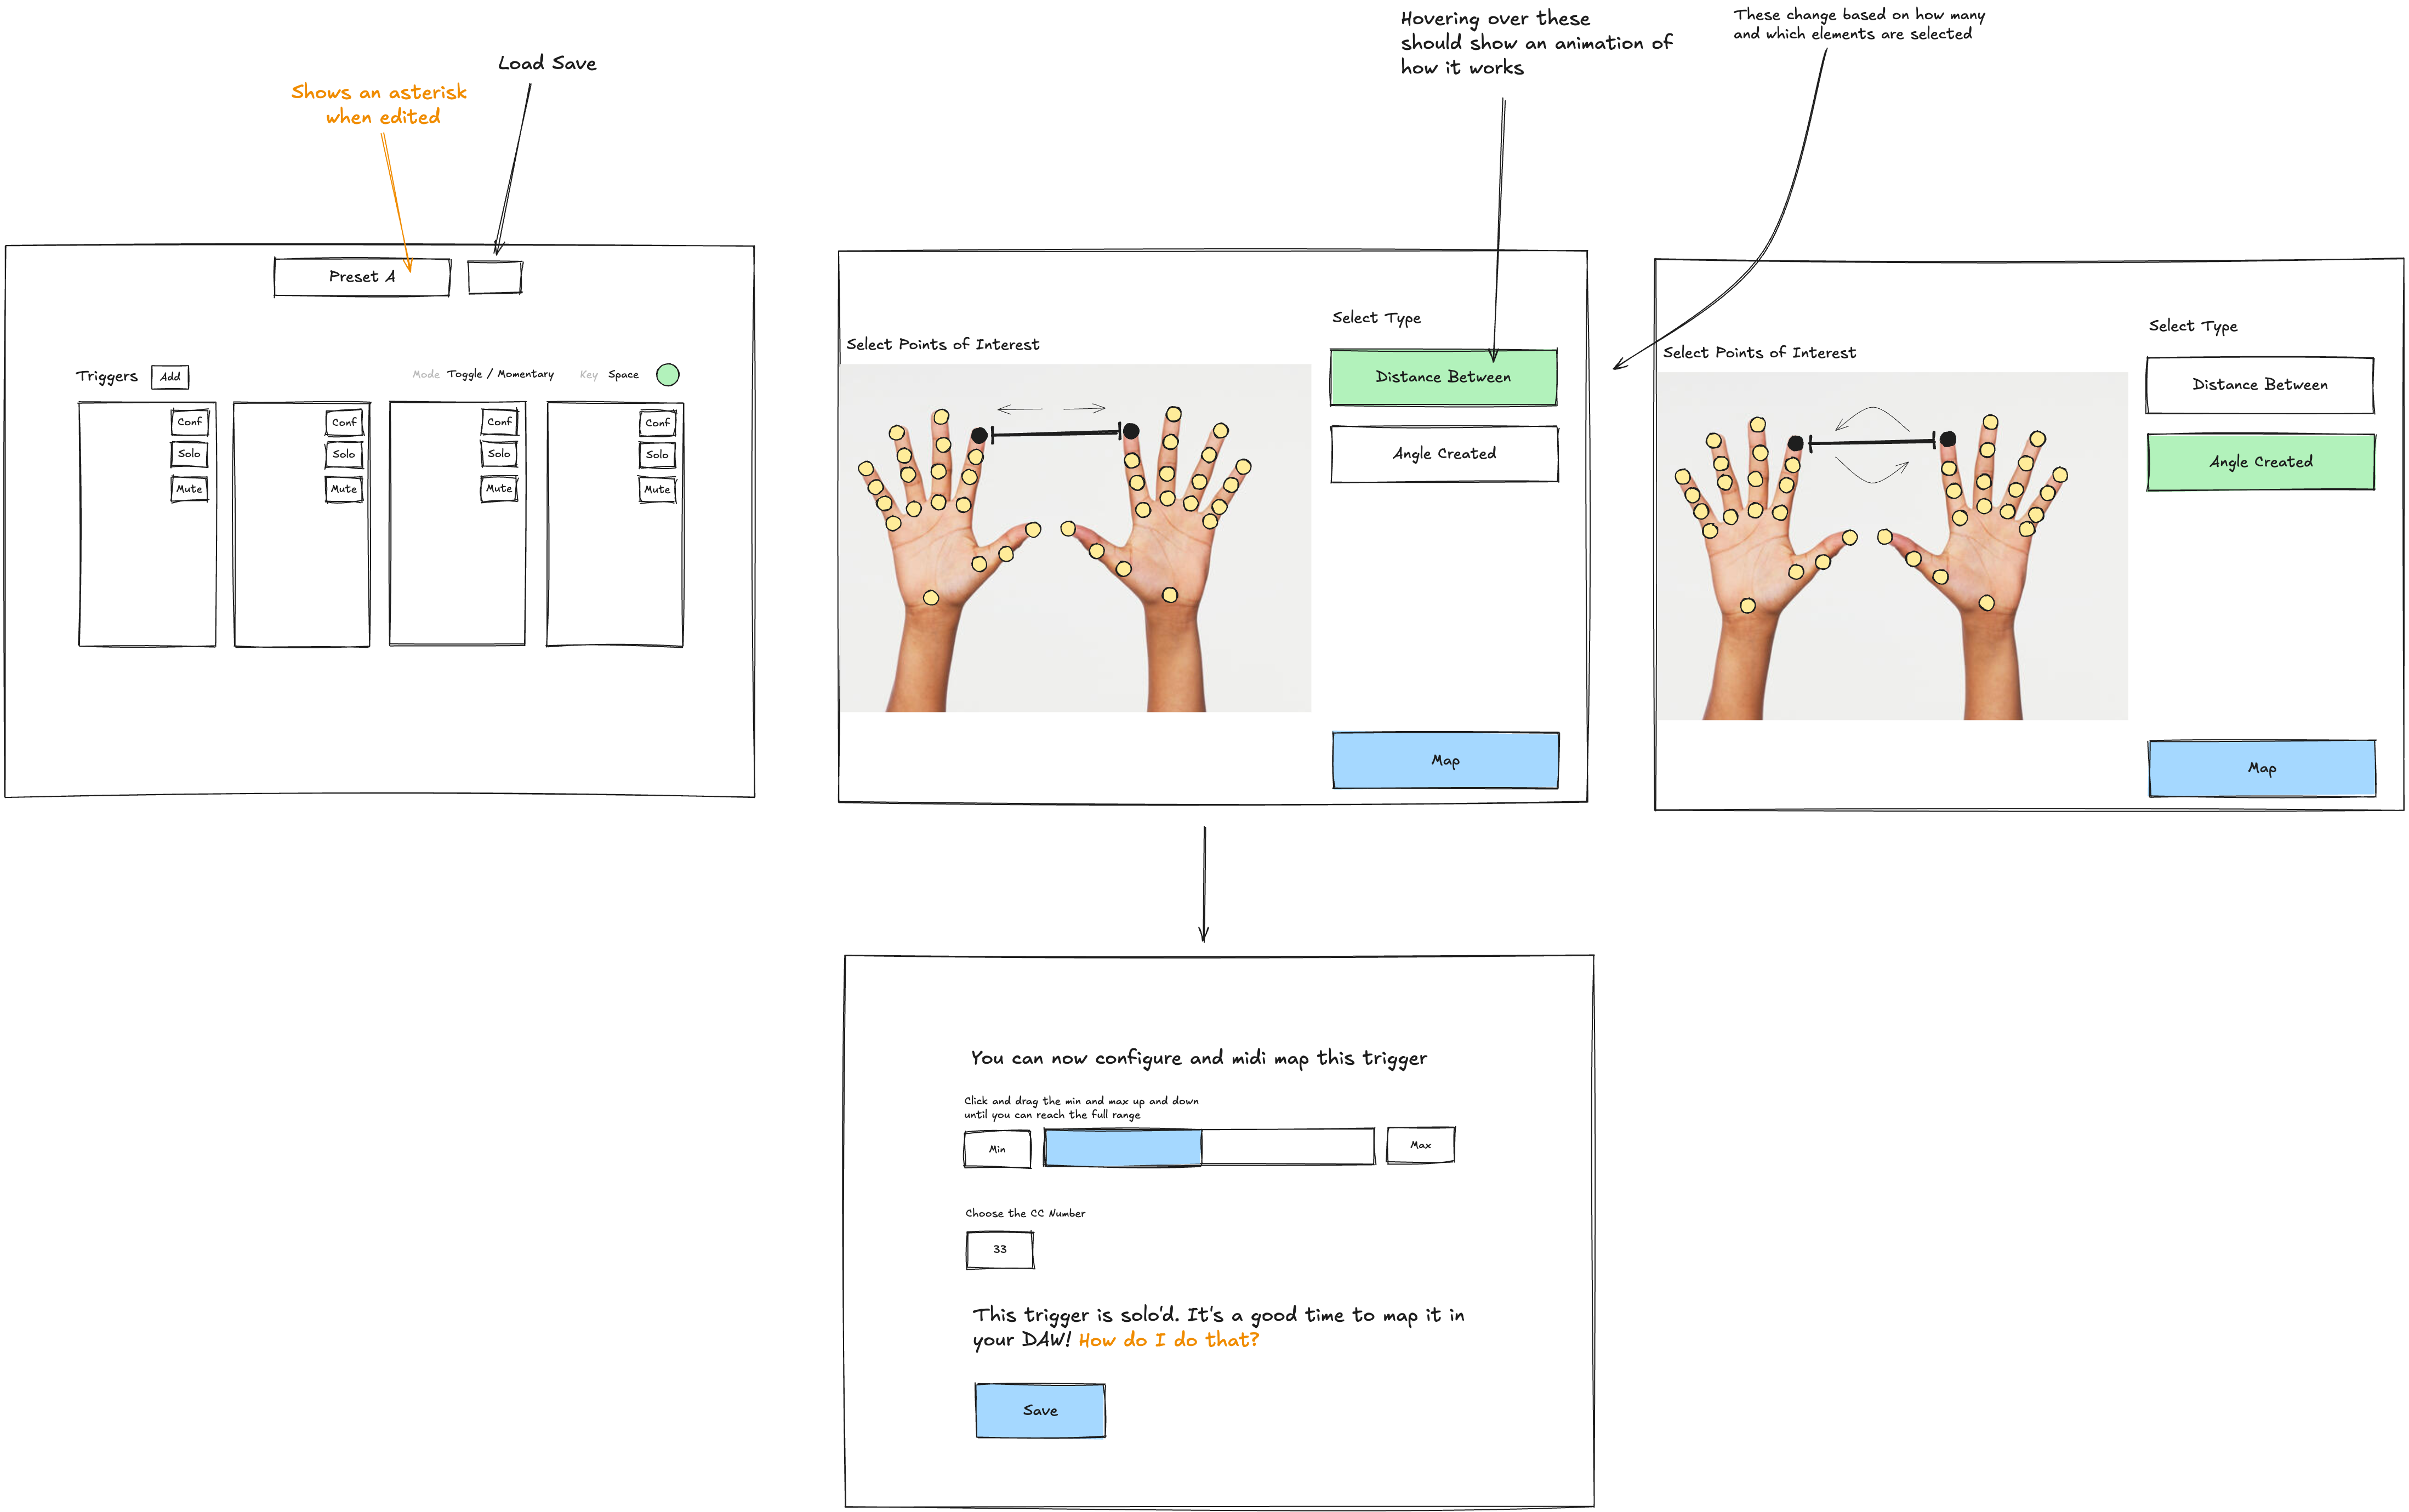 Hovering over these
should show an animation of
how it works
These change based on how many
and which elements are selected
Load Save
Shows an asterisk
when edited
Preset A
Triggers
Add
Mode Toggle / Momentary
Key Space
Conf
Solo
Mute
Conf
Solo
Mute
Conf
Solo
Mute
Conf
Solo
Mute
Select Points of Interest
Select Type
Distance Between
Angle Created
Map
Select Points of Interest
Select Type
Distance Between
Angle Created
Map
You can now configure and midi map this trigger
Click and drag the min and max up and down
until you can reach the full range
Min
Max
Choose the CC Number
33
This trigger is solo'd. It's a good time to map it in
your DAW! How do I do that?
Save